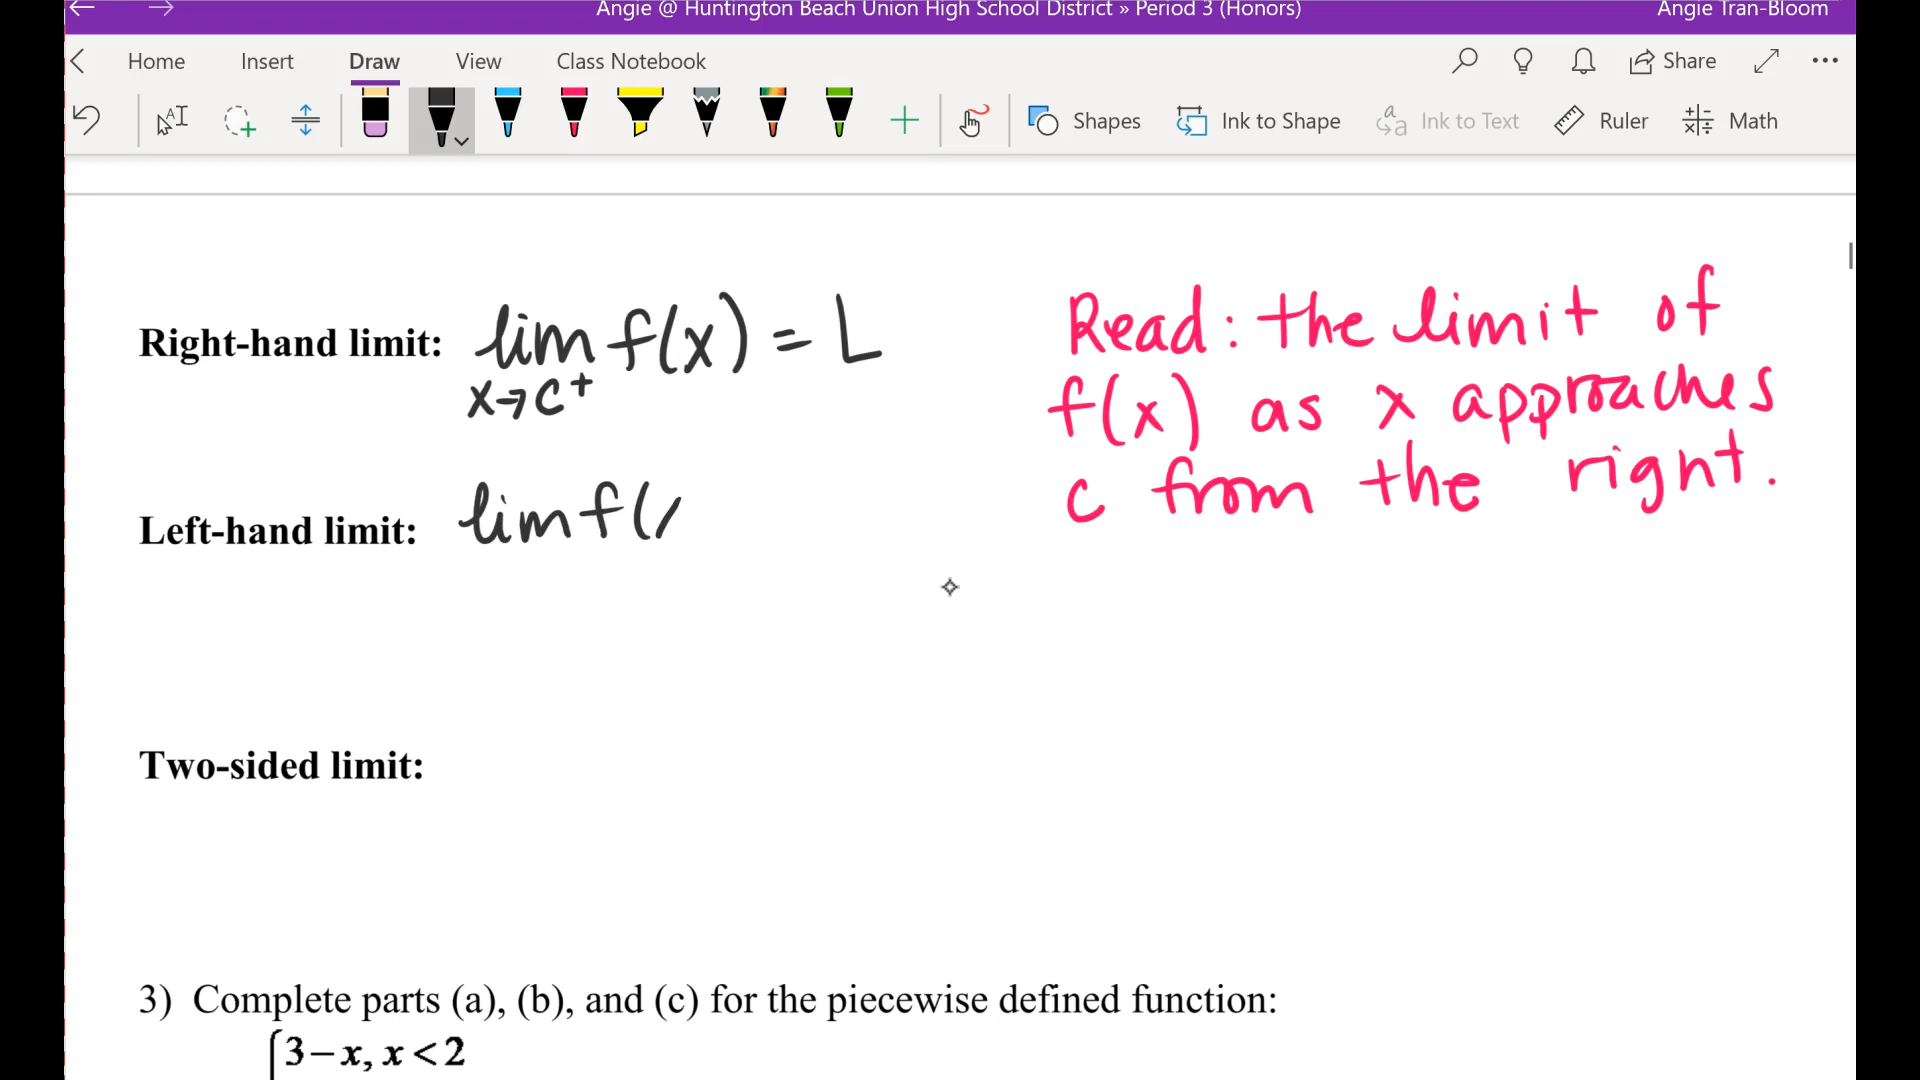 Angie @ Huntington Beach Union High School District » Period 3 (Honors)
Angie Tran-Bloom
Home Insert Draw View Class Notebook
Share
Shapes Ink to Shape Ink to Text Ruler Math
Right-hand limit: lim f(x) = L
x→c⁺
Read: the limit of
f(x) as x approaches
c from the right.
Left-hand limit: lim f(
Two-sided limit:
3) Complete parts (a), (b), and (c) for the piecewise defined function:
3−x, x<2